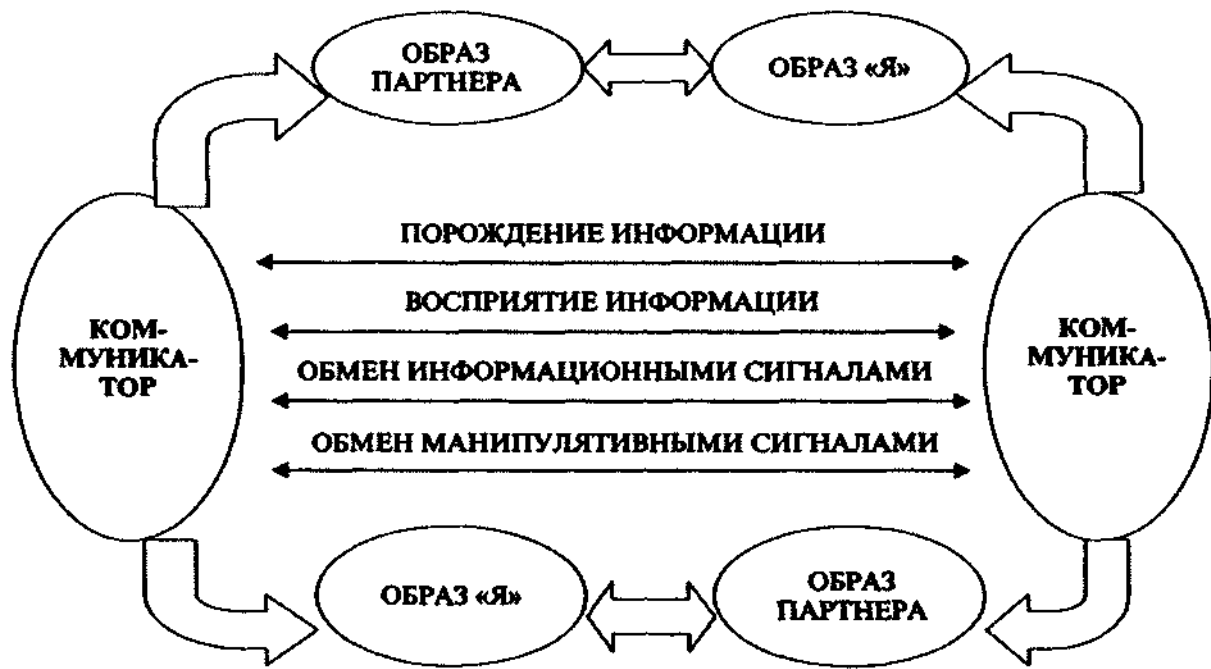 ОБРАЗ
ПАРТНЕРА
ОБРАЗ «Я»
ПОРОЖДЕНИЕ ИНФОРМАЦИИ
ВОСПРИЯТИЕ ИНФОРМАЦИИ
ОБМЕН ИНФОРМАЦИОННЫМИ СИГНАЛАМИ
ОБМЕН МАНИПУЛЯТИВНЫМИ СИГНАЛАМИ
КОМ-
МУНИКА-
ТОР
КОМ-
МУНИКА-
ТОР
ОБРАЗ «Я»
ОБРАЗ
ПАРТНЕРА